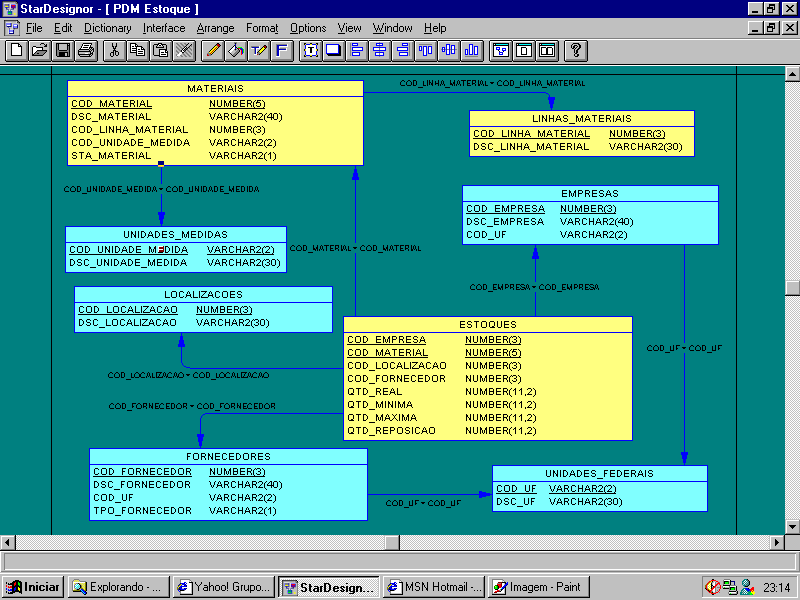 StarDesignor - [ PDM Estoque ]
File Edit Dictionary Interface Arrange Format Options View Window Help
COD_LINHA_MATERIAL = COD_LINHA_MATERIAL
MATERIAIS
COD_MATERIAL NUMBER(5)
DSC_MATERIAL VARCHAR2(40)
COD_LINHA_MATERIAL NUMBER(3)
COD_UNIDADE_MEDIDA VARCHAR2(2)
STA_MATERIAL VARCHAR2(1)
LINHAS_MATERIAIS
COD_LINHA_MATERIAL NUMBER(3)
DSC_LINHA_MATERIAL VARCHAR2(30)
COD_UNIDADE_MEDIDA = COD_UNIDADE_MEDIDA
EMPRESAS
COD_EMPRESA NUMBER(3)
DSC_EMPRESA VARCHAR2(40)
COD_UF VARCHAR2(2)
UNIDADES_MEDIDAS
COD_UNIDADE_MEDIDA VARCHAR2(2)
DSC_UNIDADE_MEDIDA VARCHAR2(30)
COD_MATERIAL = COD_MATERIAL
COD_EMPRESA = COD_EMPRESA
LOCALIZACOES
COD_LOCALIZACAO NUMBER(3)
DSC_LOCALIZACAO VARCHAR2(30)
ESTOQUES
COD_EMPRESA NUMBER(3)
COD_MATERIAL NUMBER(5)
COD_LOCALIZACAO NUMBER(3)
COD_FORNECEDOR NUMBER(3)
QTD_REAL NUMBER(11,2)
QTD_MINIMA NUMBER(11,2)
QTD_MAXIMA NUMBER(11,2)
QTD_REPOSICAO NUMBER(11,2)
COD_UF = COD_UF
COD_LOCALIZACAO = COD_LOCALIZACAO
COD_FORNECEDOR = COD_FORNECEDOR
FORNECEDORES
COD_FORNECEDOR NUMBER(3)
DSC_FORNECEDOR VARCHAR2(40)
COD_UF VARCHAR2(2)
TPO_FORNECEDOR VARCHAR2(1)
COD_UF = COD_UF
UNIDADES_FEDERAIS
COD_UF VARCHAR2(2)
DSC_UF VARCHAR2(30)
Iniciar Explorando - ... Yahoo! Grupo... StarDesign... MSN Hotmail -... Imagem - Paint 23:14